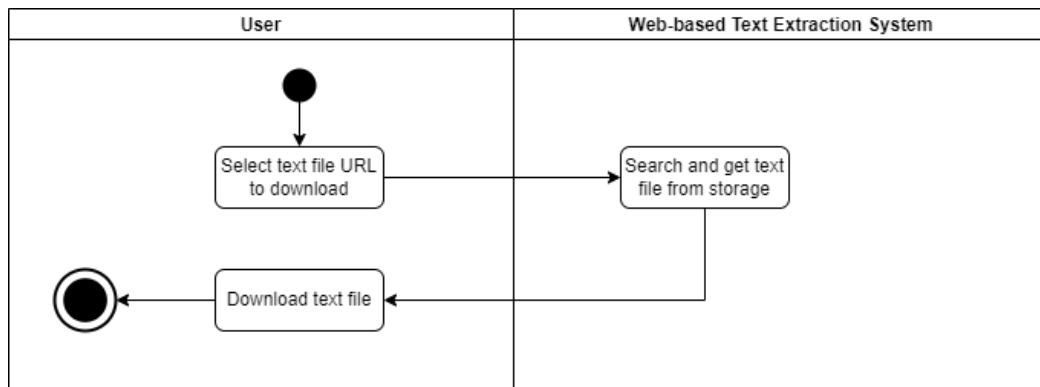 User
Web-based Text Extraction System
Select text file URL
to download
Search and get text
file from storage
Download text file